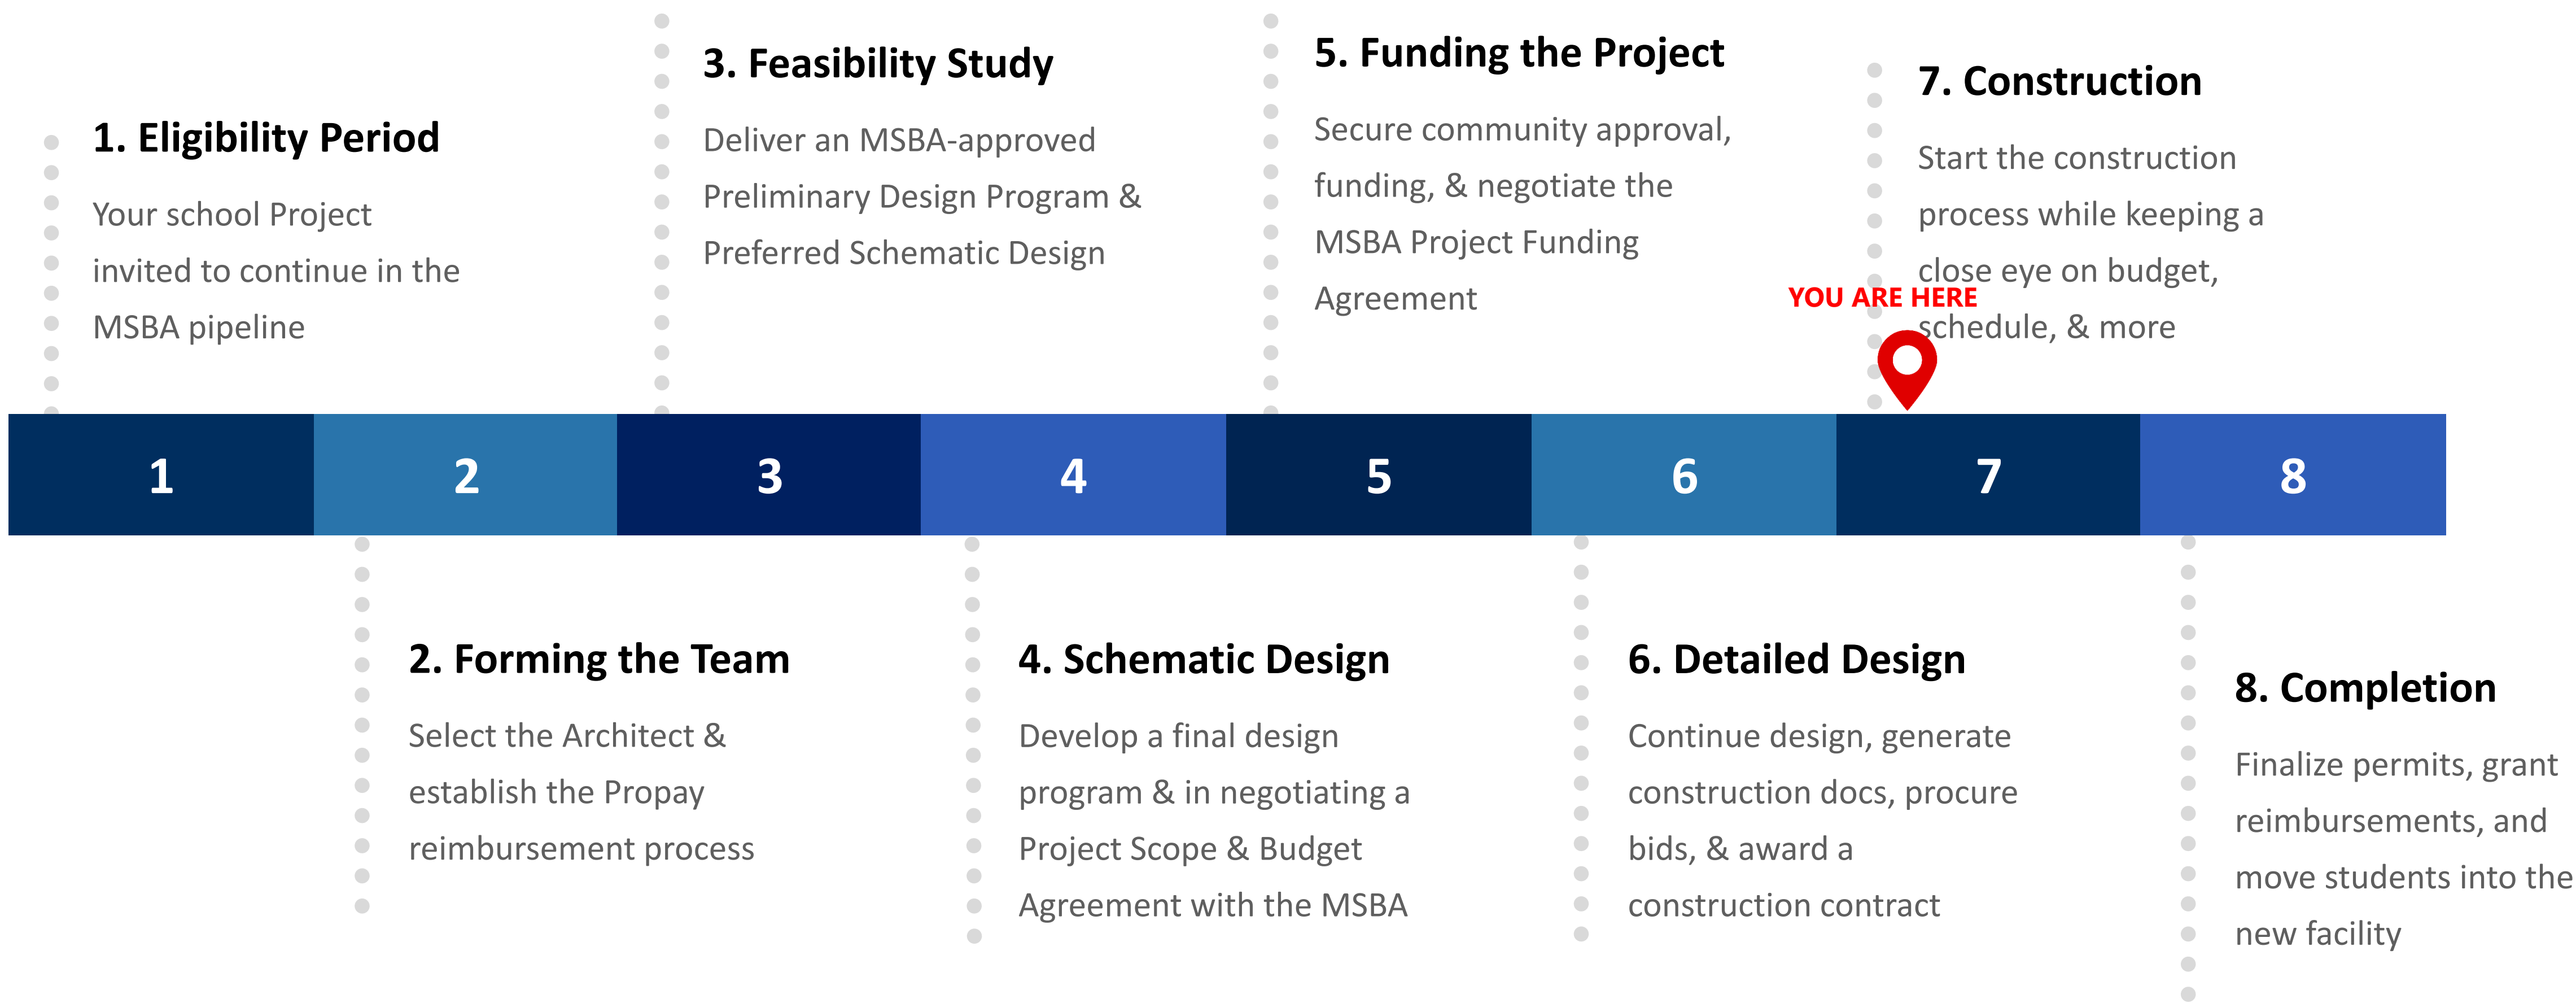 1. Eligibility Period
Your school Project
invited to continue in the
MSBA pipeline
3. Feasibility Study
Deliver an MSBA-approved
Preliminary Design Program &
Preferred Schematic Design
5. Funding the Project
Secure community approval,
funding, & negotiate the
MSBA Project Funding
Agreement
7. Construction
Start the construction
process while keeping a
close eye on budget,
schedule, & more
YOU ARE HERE
1
2
3
4
5
6
7
8
2. Forming the Team
Select the Architect &
establish the Propay
reimbursement process
4. Schematic Design
Develop a final design
program & in negotiating a
Project Scope & Budget
Agreement with the MSBA
6. Detailed Design
Continue design, generate
construction docs, procure
bids, & award a
construction contract
8. Completion
Finalize permits, grant
reimbursements, and
move students into the
new facility